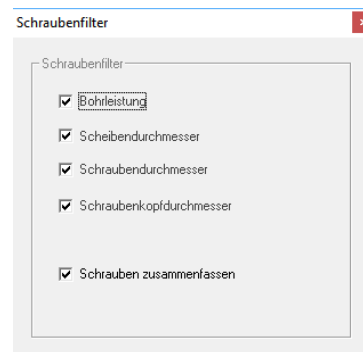 Schraubenfilter
Schraubenfilter
Bohrleistung
Scheibendurchmesser
Schraubendurchmesser
Schraubenkopfdurchmesser
Schrauben zusammenfassen